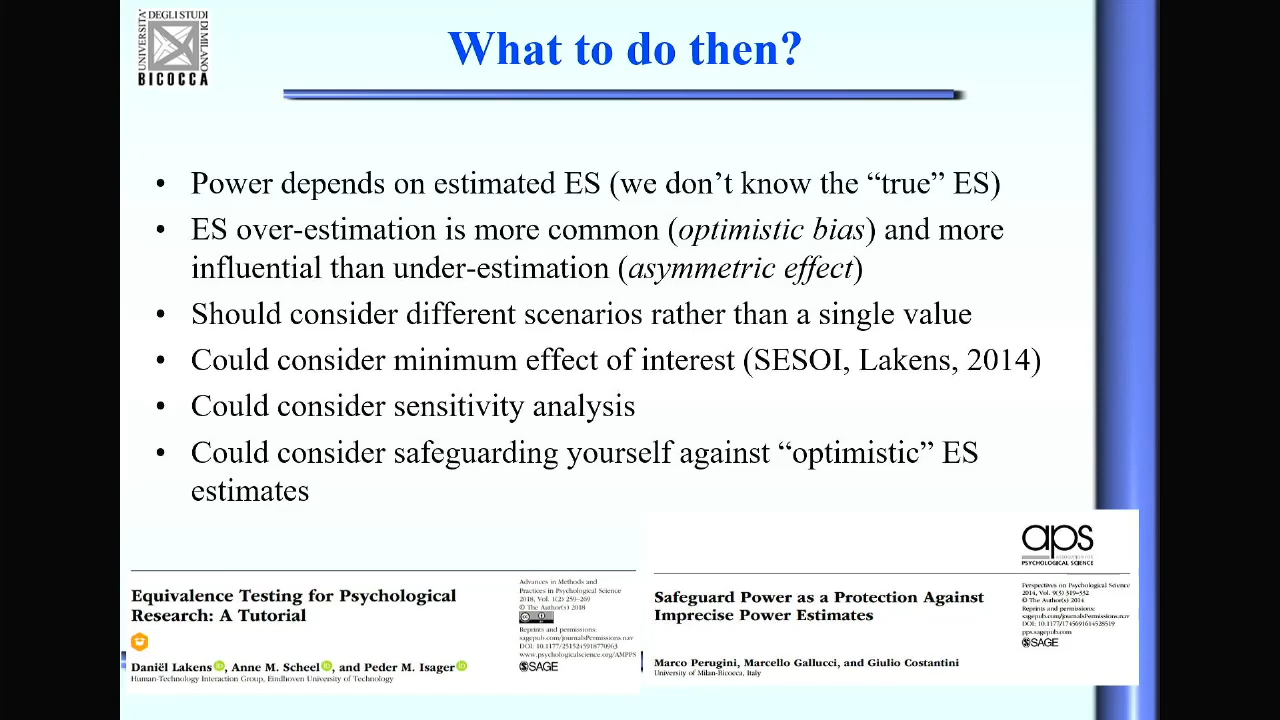 UNIVERSITA' DEGLI STUDI DI MILANO
BICOCCA
What to do then?
• Power depends on estimated ES (we don't know the “true” ES)
• ES over-estimation is more common (optimistic bias) and more
influential than under-estimation (asymmetric effect)
• Should consider different scenarios rather than a single value
• Could consider minimum effect of interest (SESOI, Lakens, 2014)
• Could consider sensitivity analysis
• Could consider safeguarding yourself against “optimistic” ES
estimates
Equivalence Testing for Psychological
Research: A Tutorial
Daniël Lakens, Anne M. Scheel, and Peder M. Isager
Human-Technology Interaction Group, Eindhoven University of Technology
Advances in Methods and
Practices in Psychological Science
2018, Vol. 1(2) 259–269
© The Author(s) 2018
Reprints and permissions:
sagepub.com/journalsPermissions.nav
DOI: 10.1177/2515245918770963
www.psychologicalscience.org/AMPPS
SAGE
aps
ASSOCIATION FOR
PSYCHOLOGICAL SCIENCE
Safeguard Power as a Protection Against
Imprecise Power Estimates
Marco Perugini, Marcello Gallucci, and Giulio Costantini
University of Milan-Bicocca, Italy
Perspectives on Psychological Science
2014, Vol. 9(3) 319–332
© The Author(s) 2014
Reprints and permissions:
sagepub.com/journalsPermissions.nav
DOI: 10.1177/1745691614528519
pps.sagepub.com
SAGE